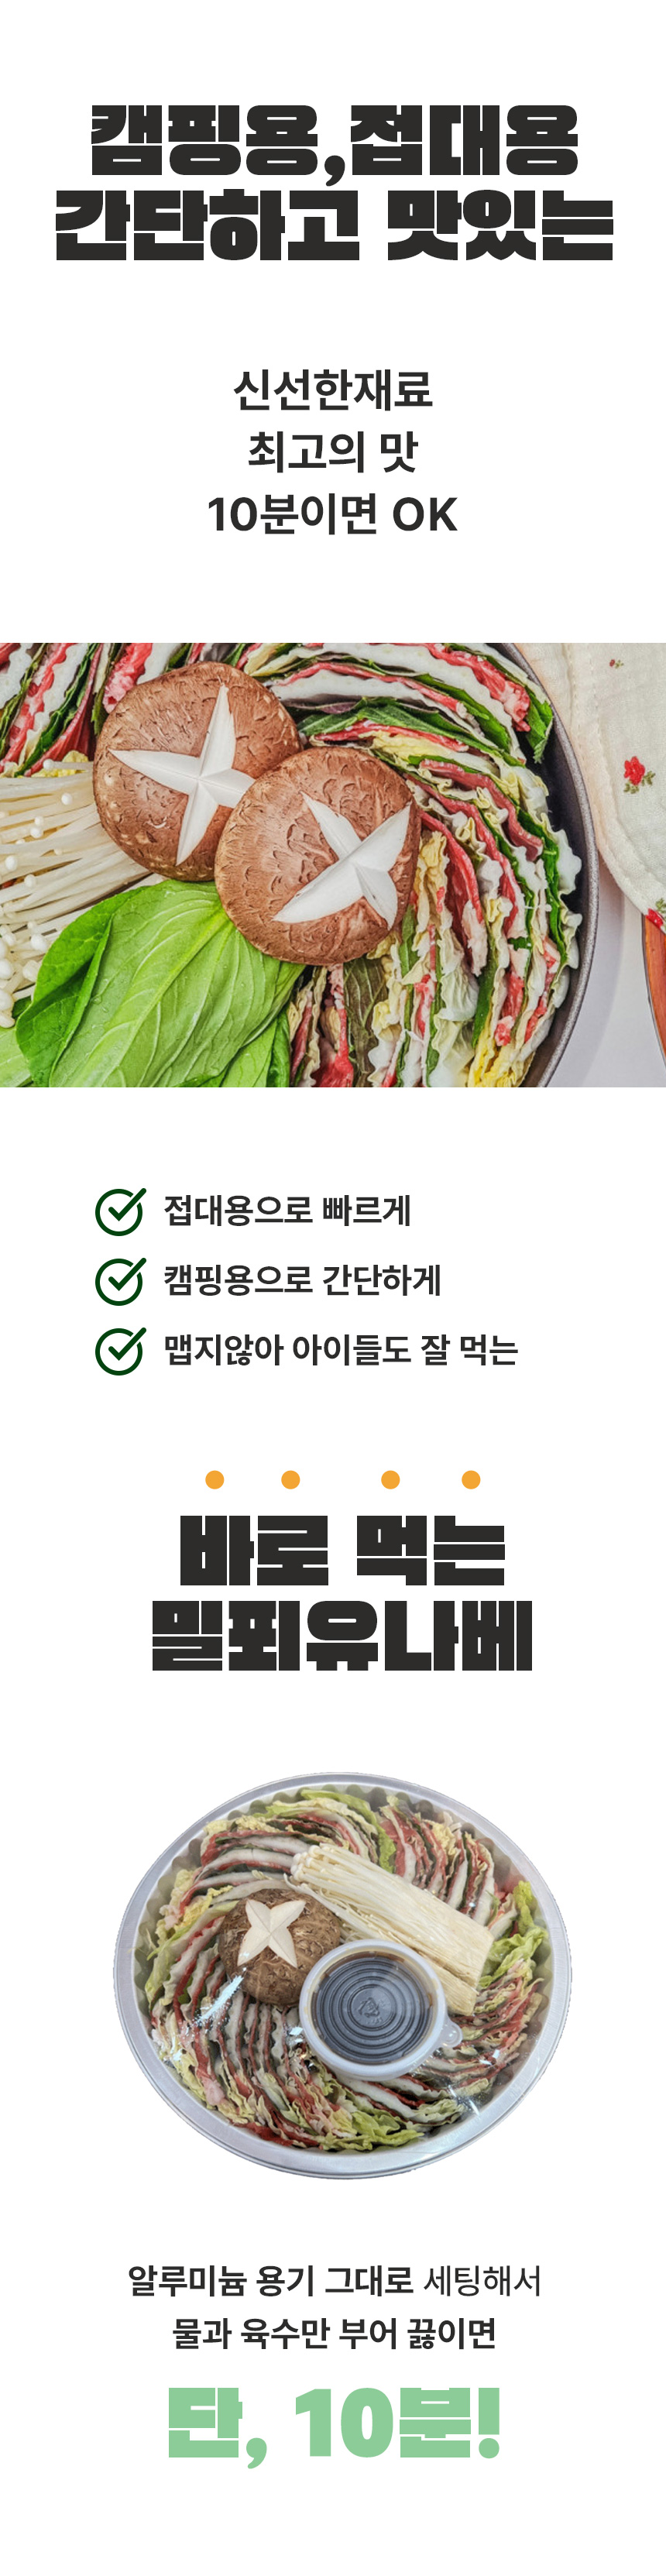 캠핑용,접대용
간단하고 맛있는
신선한재료
최고의 맛
10분이면 OK
접대용으로 빠르게
캠핑용으로 간단하게
맵지않아 아이들도 잘 먹는
바로 먹는
밀푀유나베
알루미늄 용기 그대로 세팅해서
물과 육수만 부어 끓이면
단, 10분!